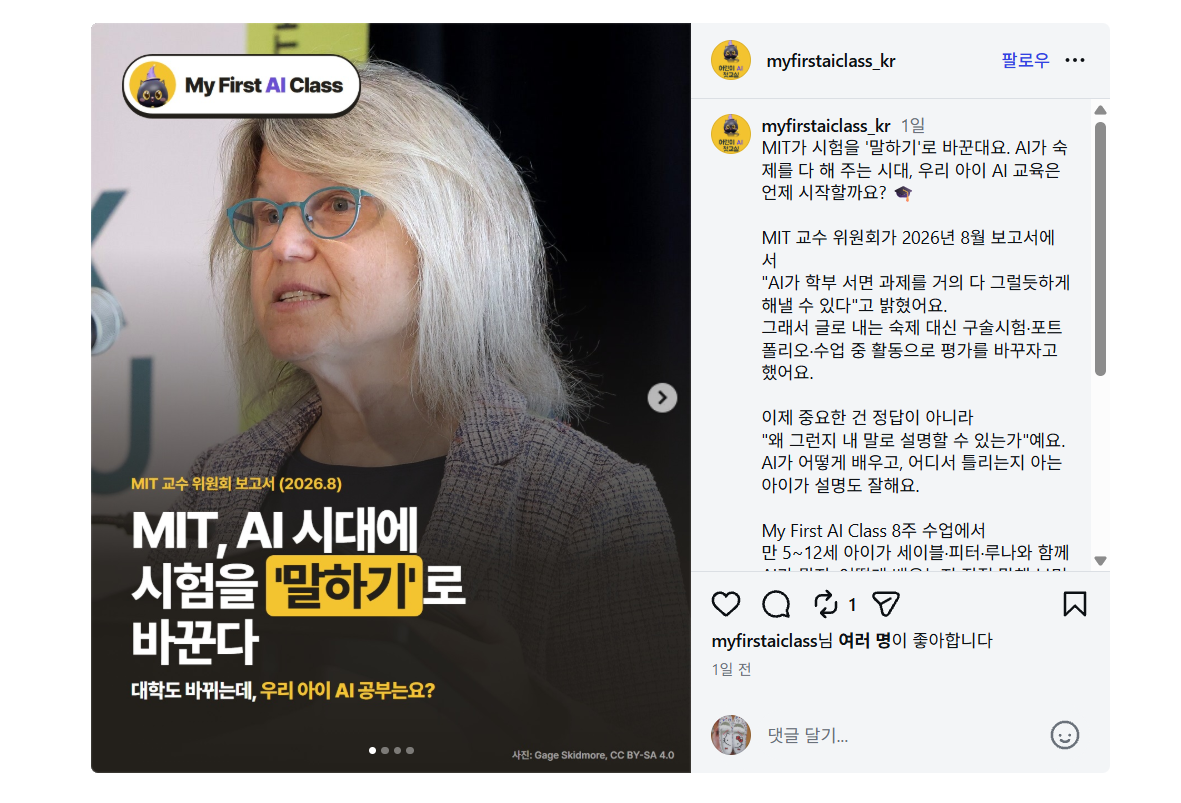 My First AI Class
MIT 교수 위원회 보고서 (2026.8)
MIT, AI 시대에
시험을 '말하기'로
바꾼다
대학도 바뀌는데, 우리 아이 AI 공부는요?
사진: Gage Skidmore, CC BY-SA 4.0
myfirstaiclass_kr
팔로우
myfirstaiclass_kr 1일
MIT가 시험을 '말하기'로 바꾼대요. AI가 숙
제를 다 해 주는 시대, 우리 아이 AI 교육은
언제 시작할까요? 🎓
MIT 교수 위원회가 2026년 8월 보고서에
서
"AI가 학부 서면 과제를 거의 다 그럴듯하게
해낼 수 있다"고 밝혔어요.
그래서 글로 내는 숙제 대신 구술시험·포트
폴리오·수업 중 활동으로 평가를 바꾸자고
했어요.
이제 중요한 건 정답이 아니라
"왜 그런지 내 말로 설명할 수 있는가"예요.
AI가 어떻게 배우고, 어디서 틀리는지 아는
아이가 설명도 잘해요.
My First AI Class 8주 수업에서
만 5~12세 아이가 세이블·피터·루나와 함께
1
myfirstaiclass님 여러 명이 좋아합니다
1일 전
댓글 달기...